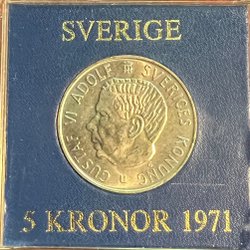 SVERIGE
GUSTAF VI ADOLF SVERIGES KONUNG
U
5 KRONOR 1971